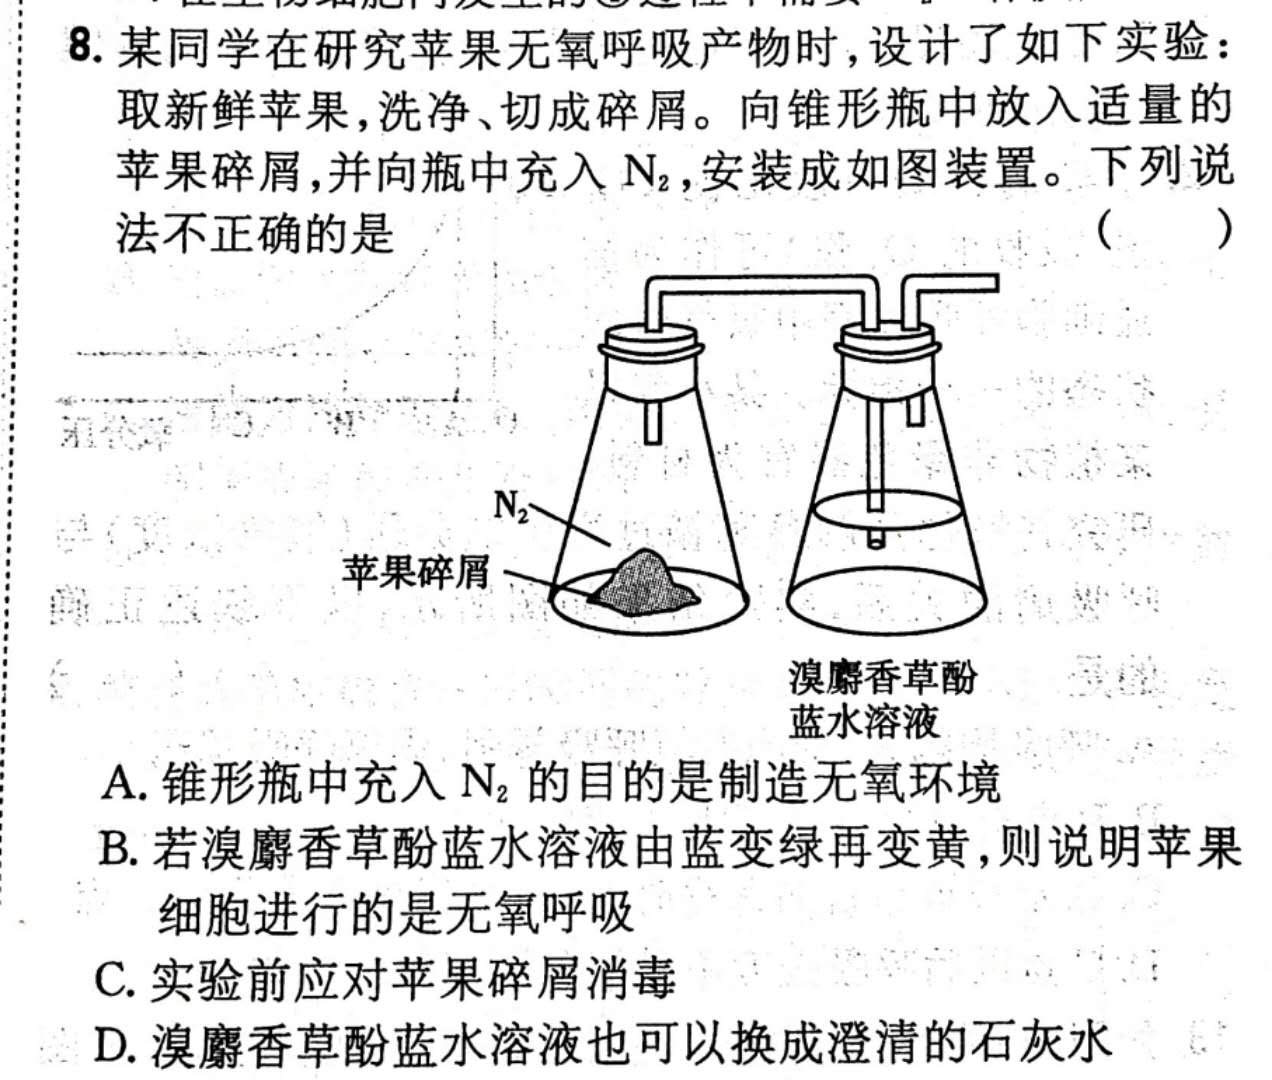 8. 某同学在研究苹果无氧呼吸产物时,设计了如下实验:
取新鲜苹果,洗净、切成碎屑。向锥形瓶中放入适量的
苹果碎屑,并向瓶中充入 N₂,安装成如图装置。下列说
法不正确的是 (  )
N₂
苹果碎屑
溴麝香草酚
蓝水溶液
A. 锥形瓶中充入 N₂ 的目的是制造无氧环境
B. 若溴麝香草酚蓝水溶液由蓝变绿再变黄,则说明苹果
细胞进行的是无氧呼吸
C. 实验前应对苹果碎屑消毒
D. 溴麝香草酚蓝水溶液也可以换成澄清的石灰水